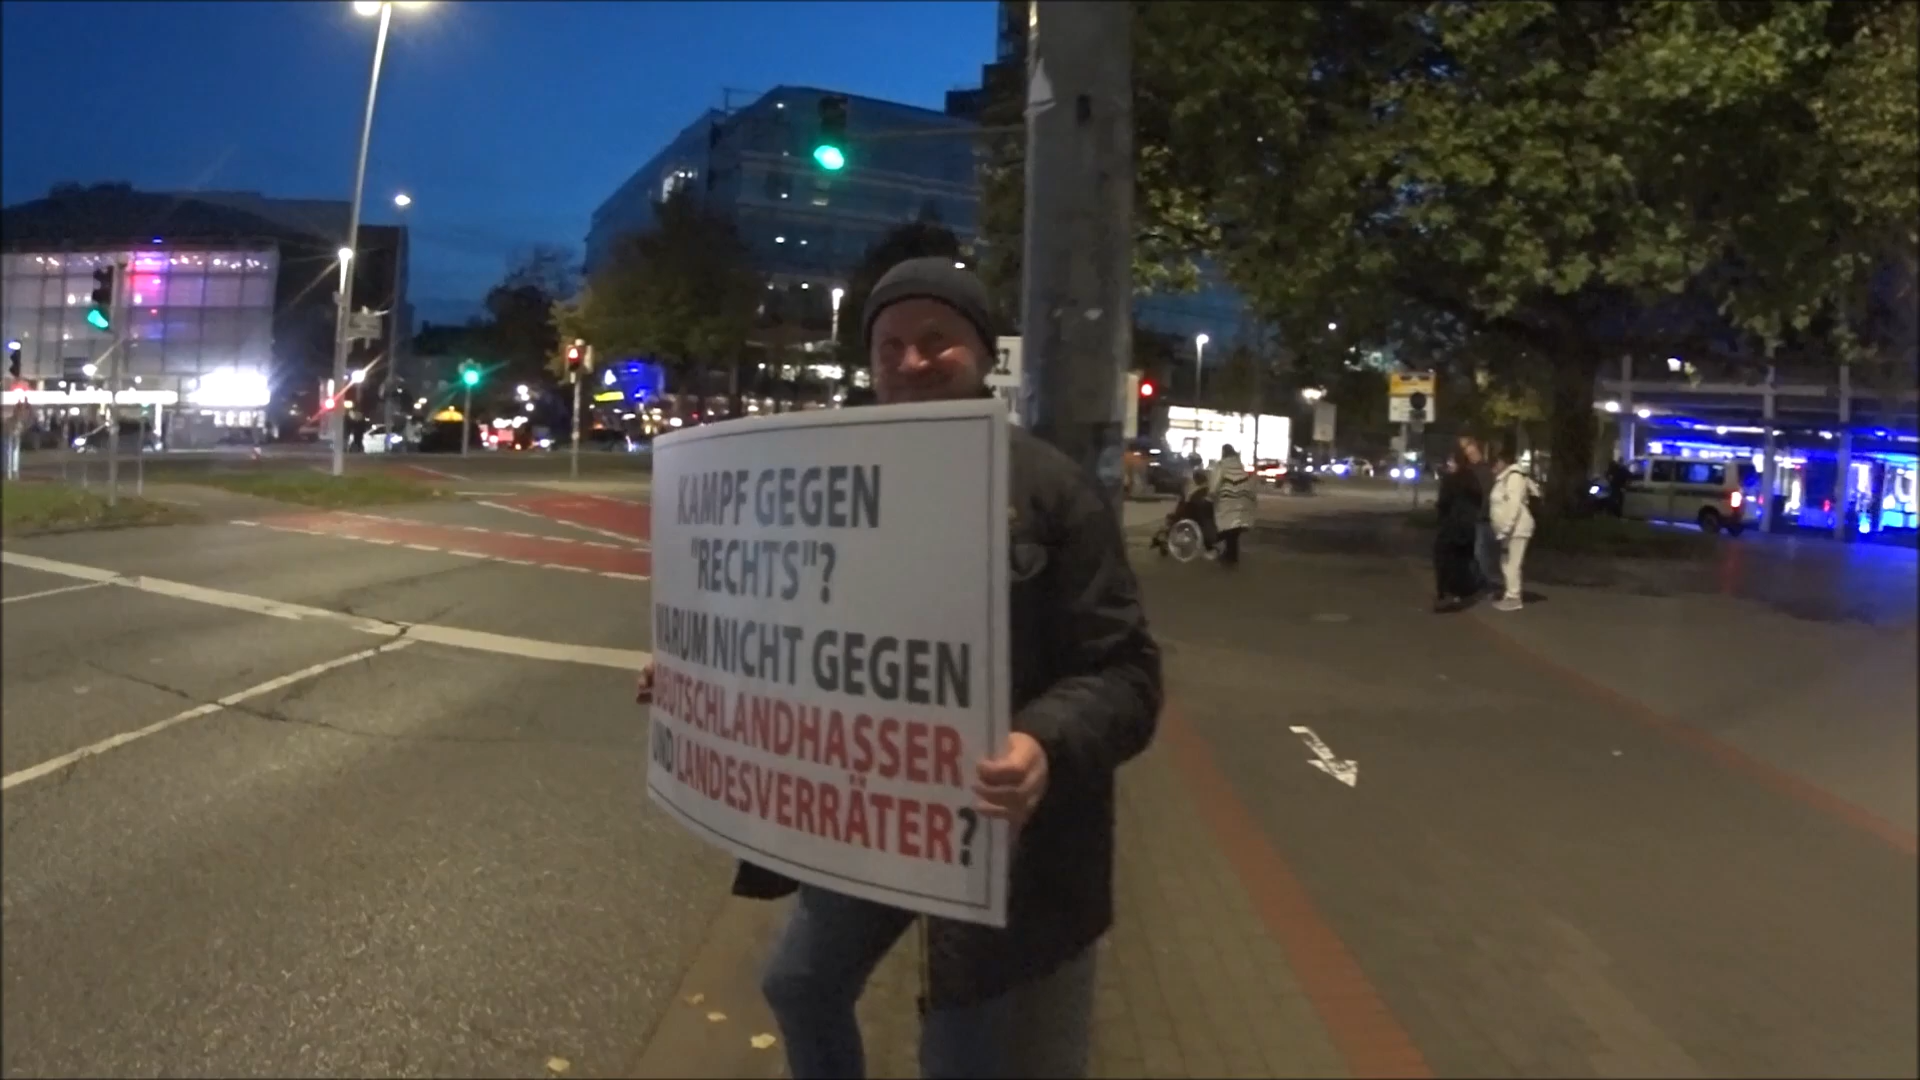 KAMPF GEGEN
"RECHTS"?
WARUM NICHT GEGEN
DEUTSCHLANDHASSER
UND LANDESVERRÄTER?